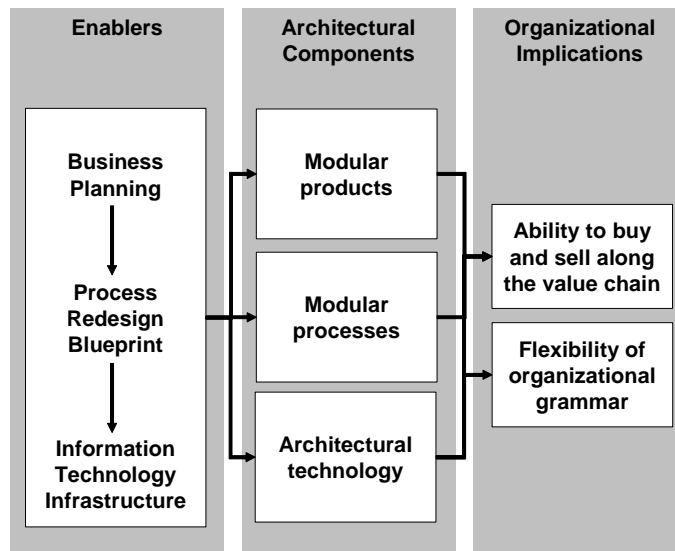 Enablers
Business
Planning
Process
Redesign
Blueprint
Information
Technology
Infrastructure
Architectural
Components
Modular
products
Modular
processes
Architectural
technology
Organizational
Implications
Ability to buy
and sell along
the value chain
Flexibility of
organizational
grammar